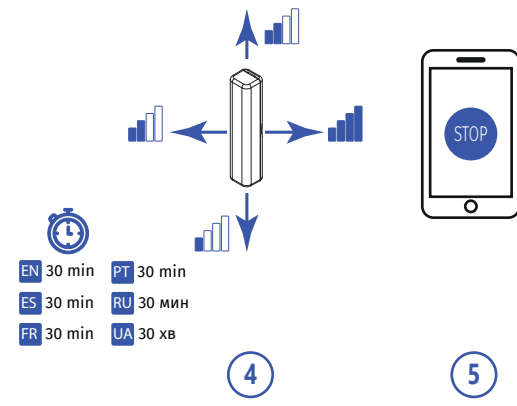 STOP
EN 30 min PT 30 min
ES 30 min RU 30 мин
FR 30 min UA 30 хв
4 5